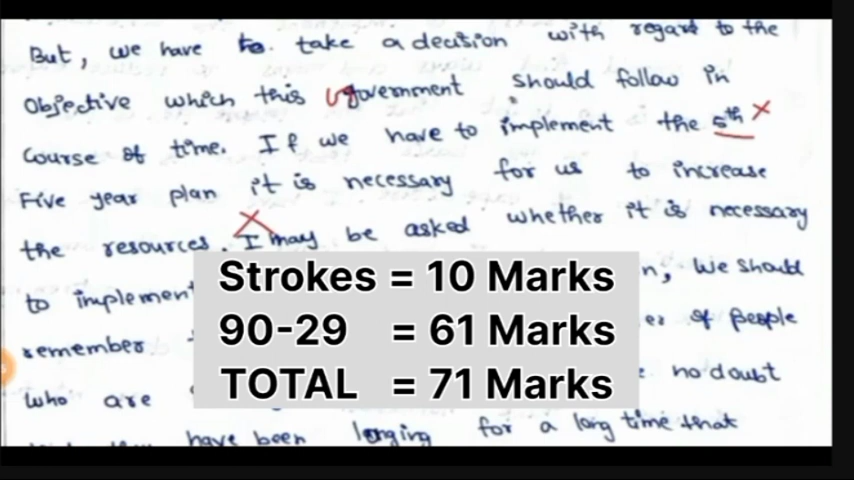 But, we have to take a decision with regard to the
Objective which this government should follow in
Course of time. If we have to implement the 5th
Five year plan it is necessary for us to increase
the resources. I may be asked whether it is necessary
to implement n, we should
remember er of people
who are no doubt
have been longing for a long time that
Strokes = 10 Marks
90-29 = 61 Marks
TOTAL = 71 Marks